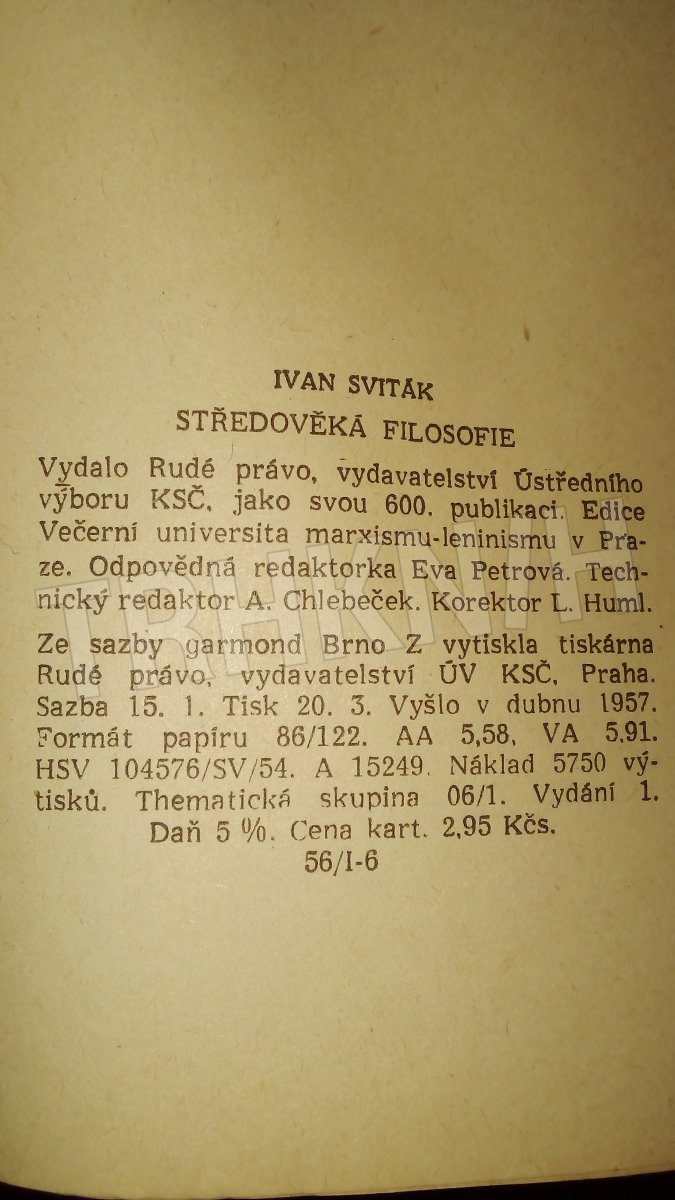 IVAN SVITÁK
STŘEDOVĚKÁ FILOSOFIE
Vydalo Rudé právo, vydavatelství Ústředního
výboru KSČ, jako svou 600. publikaci. Edice
Večerní universita marxismu-leninismu v Pra-
ze. Odpovědná redaktorka Eva Petrová. Tech-
nický redaktor A. Chlebeček. Korektor L. Huml.
Ze sazby garmond Brno Z vytiskla tiskárna
Rudé právo, vydavatelství ÚV KSČ, Praha.
Sazba 15. 1. Tisk 20. 3. Vyšlo v dubnu 1957.
Formát papíru 86/122. AA 5,58, VA 5,91.
HSV 104576/SV/54. A 15249. Náklad 5750 vý-
tisků. Thematická skupina 06/1. Vydání 1.
Daň 5 %. Cena kart. 2,95 Kčs.
56/I-6